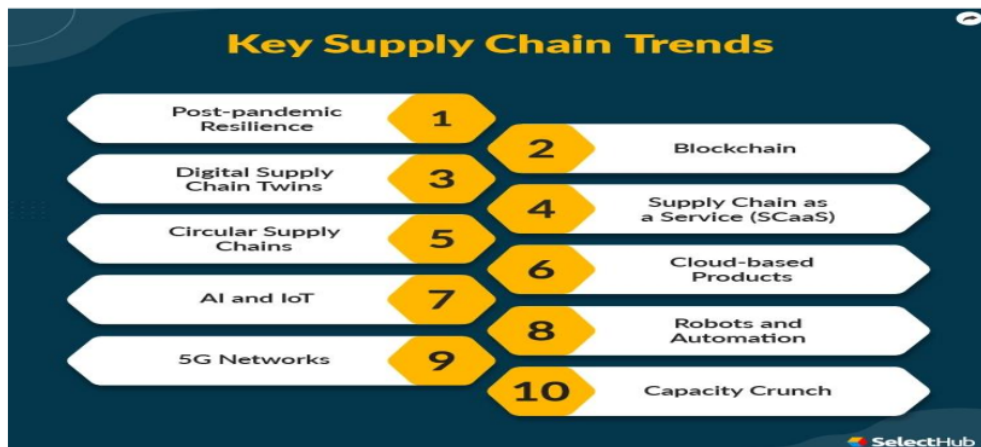 Key Supply Chain Trends
Post-pandemic
Resilience
1
2
Blockchain
Digital Supply
Chain Twins
3
4
Supply Chain as
a Service (SCaaS)
Circular Supply
Chains
5
6
Cloud-based
Products
AI and IoT
7
8
Robots and
Automation
5G Networks
9
10
Capacity Crunch
SelectHub